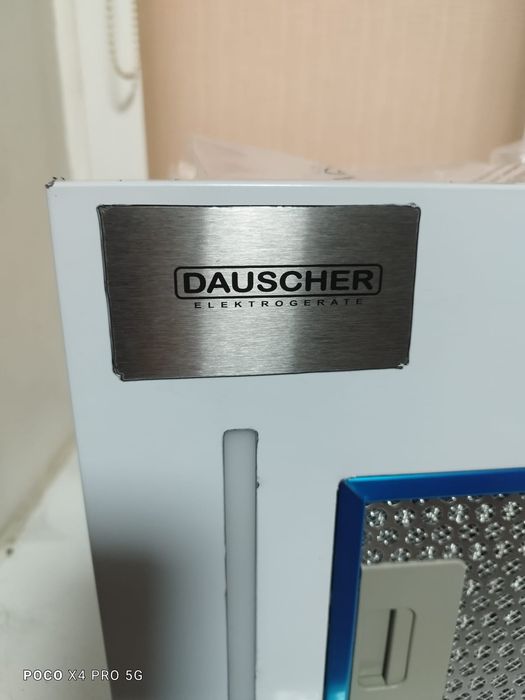 DAUSCHER
ELEKTROGERATE
POCO X4 PRO 5G